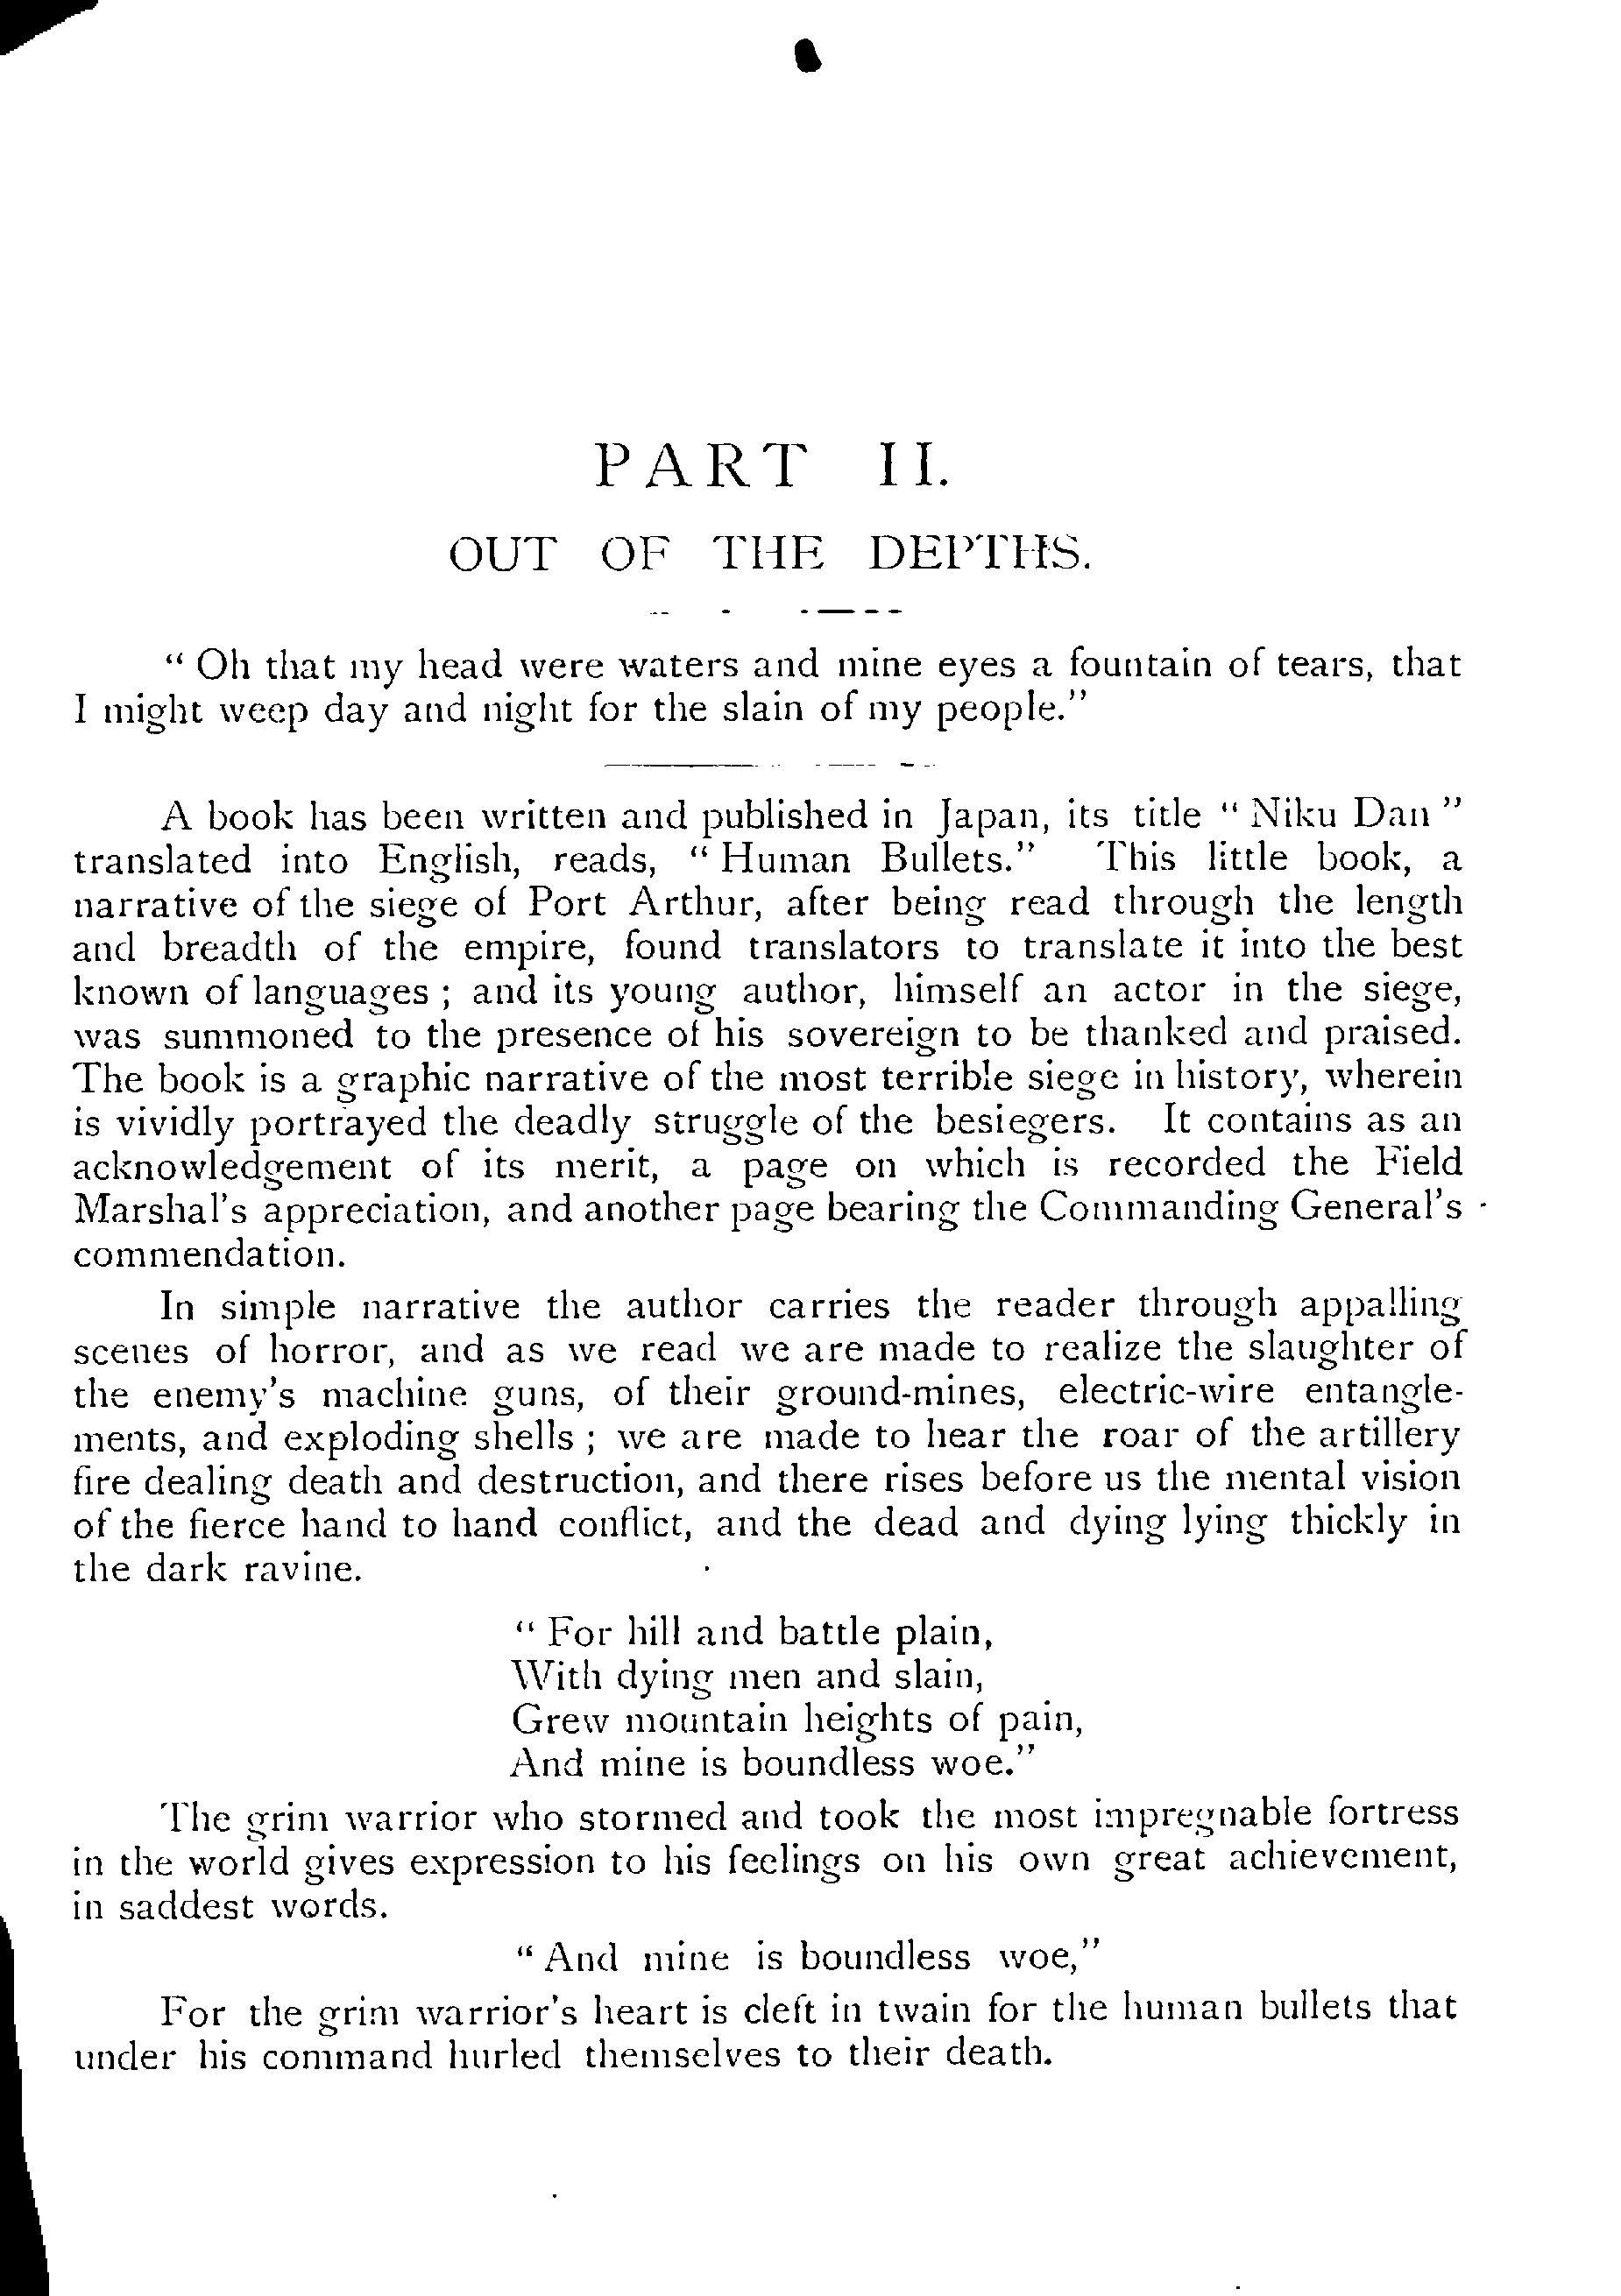 PART II.
OUT OF THE DEPTHS.
“ Oh that my head were waters and mine eyes a fountain of tears, that
I might weep day and night for the slain of my people.”
A book has been written and published in Japan, its title “ Niku Dan ”
translated into English, reads, “ Human Bullets.” This little book, a
narrative of the siege of Port Arthur, after being read through the length
and breadth of the empire, found translators to translate it into the best
known of languages ; and its young author, himself an actor in the siege,
was summoned to the presence of his sovereign to be thanked and praised.
The book is a graphic narrative of the most terrible siege in history, wherein
is vividly portrayed the deadly struggle of the besiegers. It contains as an
acknowledgement of its merit, a page on which is recorded the Field
Marshal’s appreciation, and another page bearing the Commanding General’s
commendation.
In simple narrative the author carries the reader through appalling
scenes of horror, and as we read we are made to realize the slaughter of
the enemy’s machine guns, of their ground-mines, electric-wire entangle-
ments, and exploding shells ; we are made to hear the roar of the artillery
fire dealing death and destruction, and there rises before us the mental vision
of the fierce hand to hand conflict, and the dead and dying lying thickly in
the dark ravine.
“ For hill and battle plain,
With dying men and slain,
Grew mountain heights of pain,
And mine is boundless woe.”
The grim warrior who stormed and took the most impregnable fortress
in the world gives expression to his feelings on his own great achievement,
in saddest words.
“ And mine is boundless woe,”
For the grim warrior’s heart is cleft in twain for the human bullets that
under his command hurled themselves to their death.